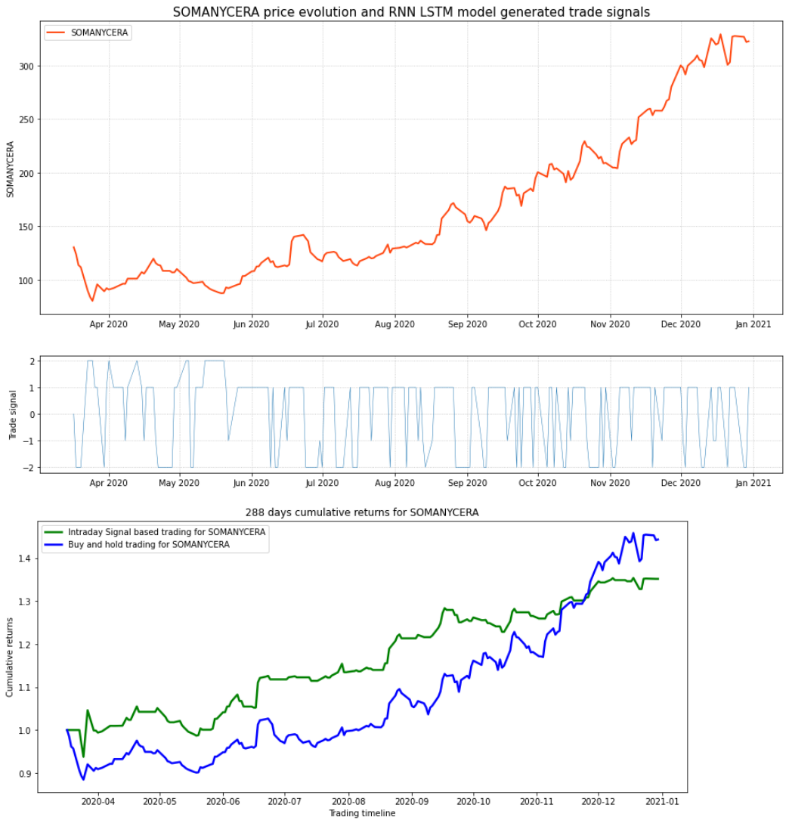 SOMANYCERA price evolution and RNN LSTM model generated trade signals
SOMANYCERA
300
250
200
150
100
SOMANYCERA
Apr 2020 May 2020 Jun 2020 Jul 2020 Aug 2020 Sep 2020 Oct 2020 Nov 2020 Dec 2020 Jan 2021
2
1
0
−1
−2
Trade signal
Apr 2020 May 2020 Jun 2020 Jul 2020 Aug 2020 Sep 2020 Oct 2020 Nov 2020 Dec 2020 Jan 2021
288 days cumulative returns for SOMANYCERA
Intraday Signal based trading for SOMANYCERA
Buy and hold trading for SOMANYCERA
1.4
1.3
1.2
1.1
1.0
0.9
Cumulative returns
2020-04 2020-05 2020-06 2020-07 2020-08 2020-09 2020-10 2020-11 2020-12 2021-01
Trading timeline